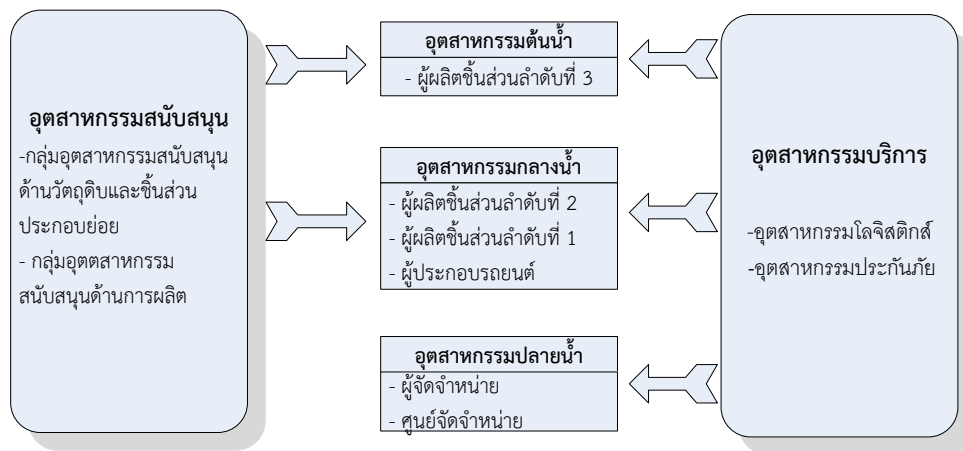 อุตสาหกรรมสนับสนุน
-กลุ่มอุตสาหกรรมสนับสนุน
ด้านวัตถุดิบและชิ้นส่วน
ประกอบย่อย
- กลุ่มอุตตสาหกรรม
สนับสนุนด้านการผลิต
อุตสาหกรรมต้นน้ำ
- ผู้ผลิตชิ้นส่วนลำดับที่ 3
อุตสาหกรรมกลางน้ำ
- ผู้ผลิตชิ้นส่วนลำดับที่ 2
- ผู้ผลิตชิ้นส่วนลำดับที่ 1
- ผู้ประกอบรถยนต์
อุตสาหกรรมปลายน้ำ
- ผู้จัดจำหน่าย
- ศูนย์จัดจำหน่าย
อุตสาหกรรมบริการ
-อุตสาหกรรมโลจิสติกส์
-อุตสาหกรรมประกันภัย